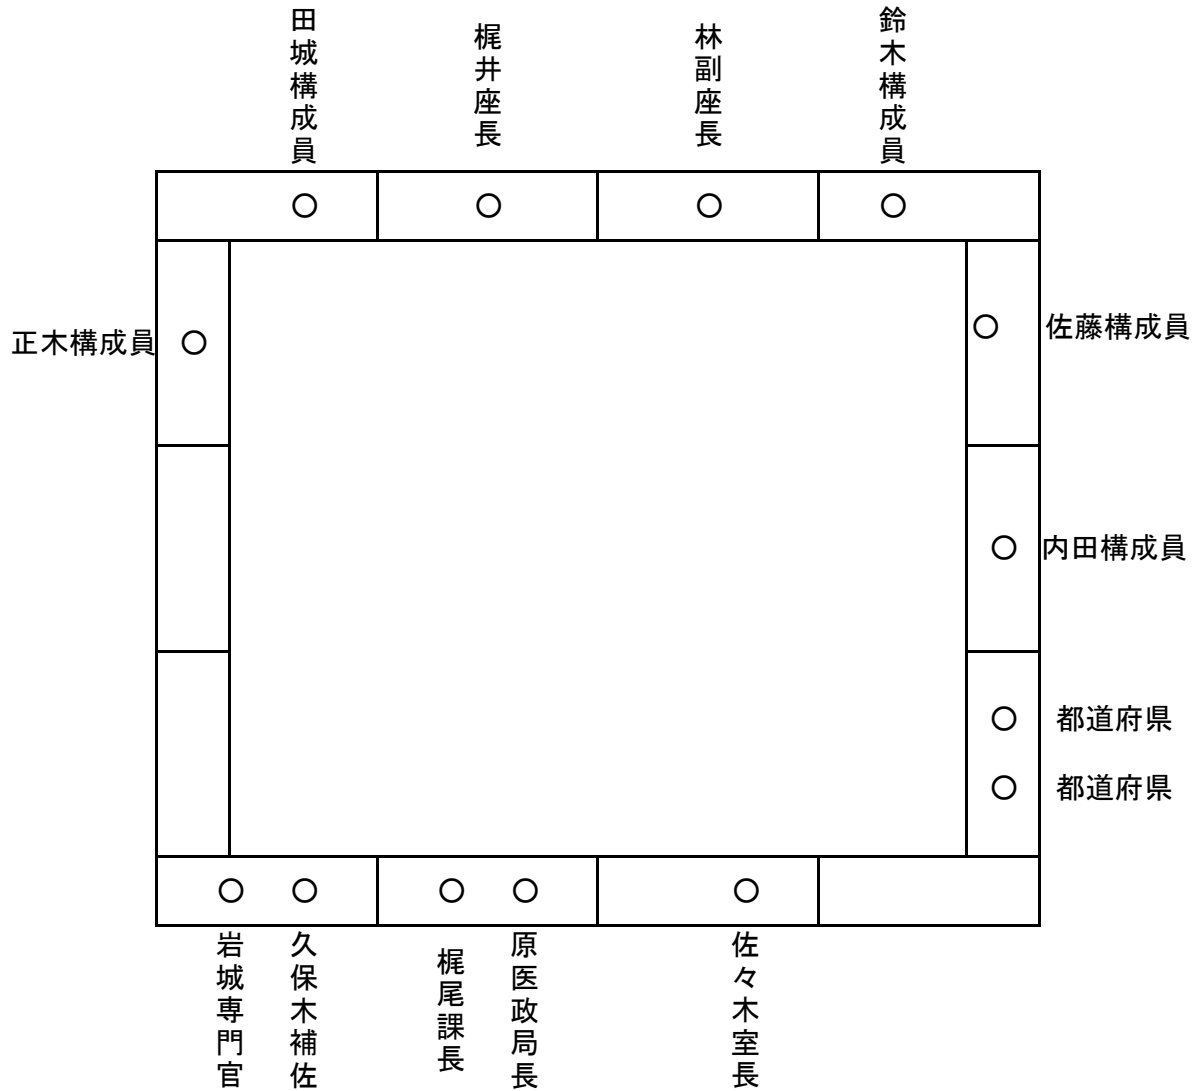 田城構成員
梶井座長
林副座長
鈴木構成員
正木構成員
佐藤構成員
内田構成員
都道府県
都道府県
岩城専門官
久保木補佐
梶尾課長
原医政局長
佐々木室長